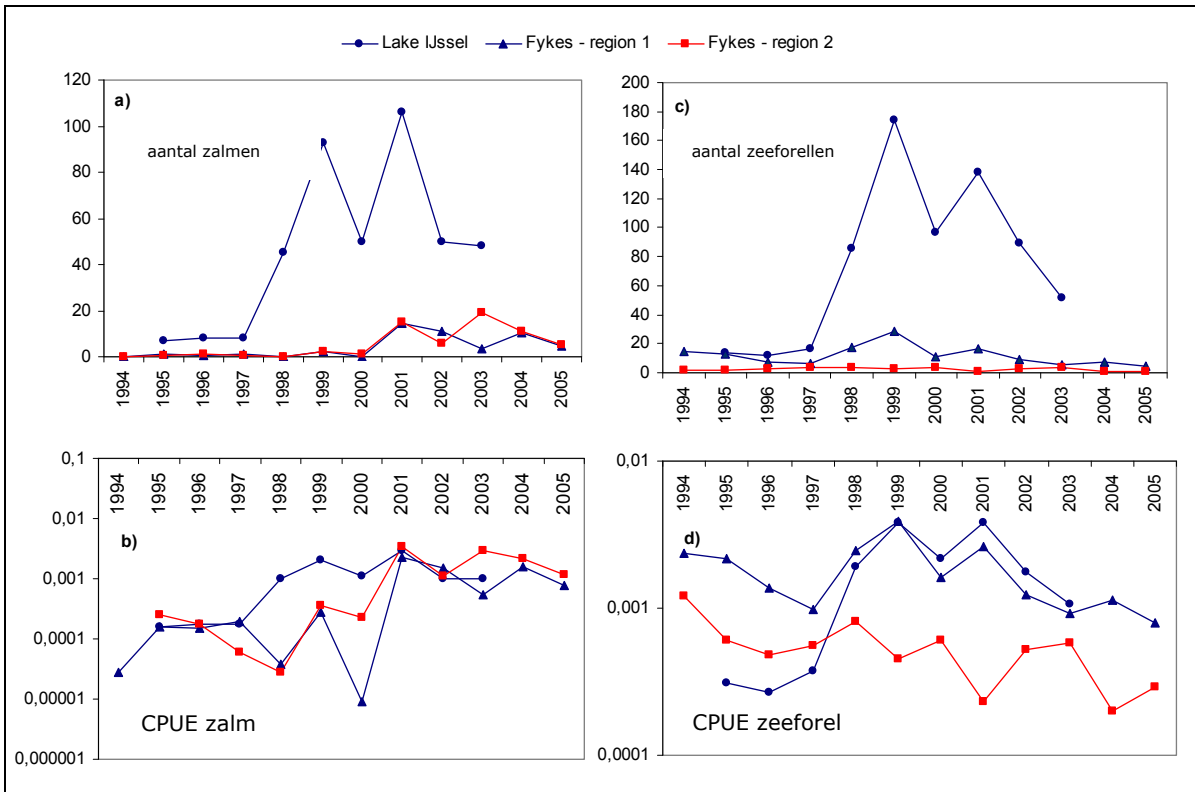 Lake IJssel Fykes - region 1 Fykes - region 2
a)
aantal zalmen
120
100
80
60
40
20
0
1994 1995 1996 1997 1998 1999 2000 2001 2002 2003 2004 2005
c)
aantal zeeforellen
200
180
160
140
120
100
80
60
40
20
0
1994 1995 1996 1997 1998 1999 2000 2001 2002 2003 2004 2005
0,1
0,01
0,001
0,0001
0,00001
0,000001
1994 1995 1996 1997 1998 1999 2000 2001 2002 2003 2004 2005
b)
CPUE zalm
0,01
0,001
0,0001
1994 1995 1996 1997 1998 1999 2000 2001 2002 2003 2004 2005
d)
CPUE zeeforel